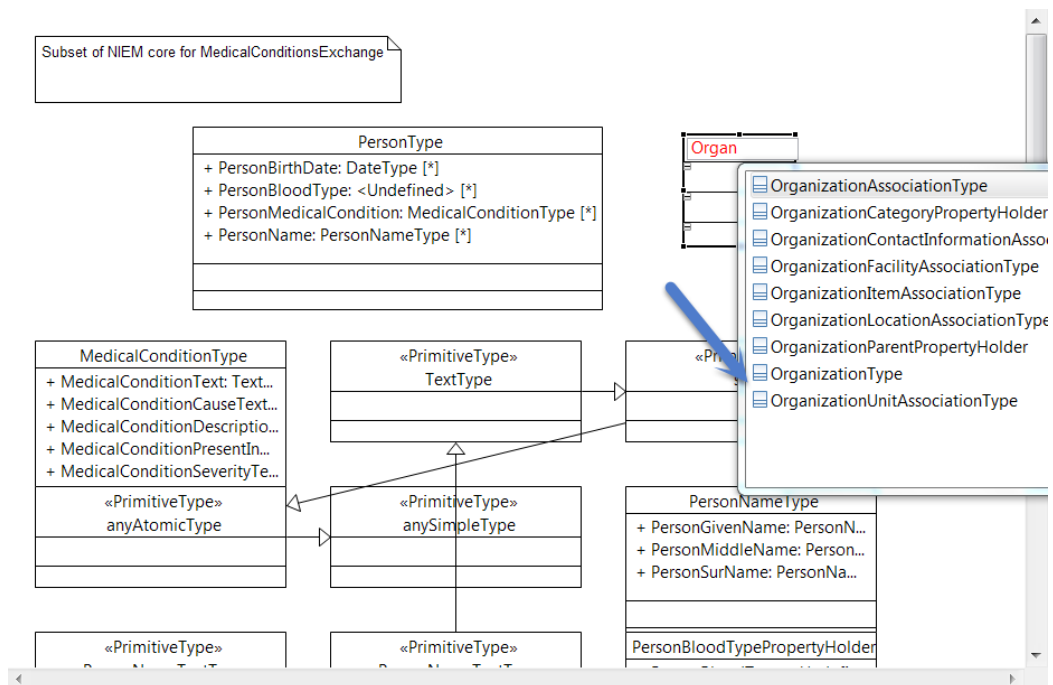 Subset of NIEM core for MedicalConditionsExchange
PersonType
+ PersonBirthDate: DateType [*]
+ PersonBloodType: <Undefined> [*]
+ PersonMedicalCondition: MedicalConditionType [*]
+ PersonName: PersonNameType [*]
Organ
OrganizationAssociationType
OrganizationCategoryPropertyHolder
OrganizationContactInformationAsso
OrganizationFacilityAssociationType
OrganizationItemAssociationType
OrganizationLocationAssociationType
OrganizationParentPropertyHolder
OrganizationType
OrganizationUnitAssociationType
MedicalConditionType
+ MedicalConditionText: Text...
+ MedicalConditionCauseText...
+ MedicalConditionDescriptio...
+ MedicalConditionPresentIn...
+ MedicalConditionSeverityTe...
«PrimitiveType»
TextType
«PrimitiveType»
anyAtomicType
«PrimitiveType»
anySimpleType
PersonNameType
+ PersonGivenName: PersonN...
+ PersonMiddleName: Person...
+ PersonSurName: PersonNa...
«PrimitiveType»
«PrimitiveType»
PersonBloodTypePropertyHolder